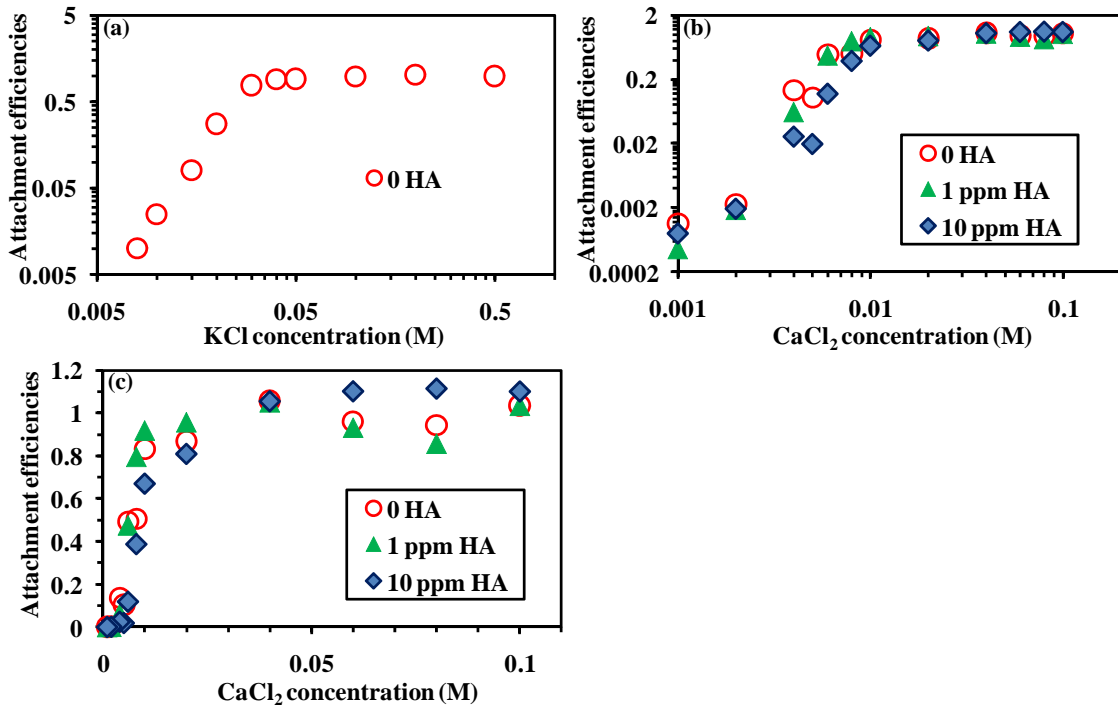 (a)
Attachment efficiencies
5
0.5
0.05
0.005
0.005 0.05 0.5
KCl concentration (M)
0 HA
(b)
Attachment efficiencies
2
0.2
0.02
0.002
0.0002
0.001 0.01 0.1
CaCl₂ concentration (M)
0 HA
1 ppm HA
10 ppm HA
(c)
Attachment efficiencies
1.2
1
0.8
0.6
0.4
0.2
0
0 0.05 0.1
CaCl₂ concentration (M)
0 HA
1 ppm HA
10 ppm HA